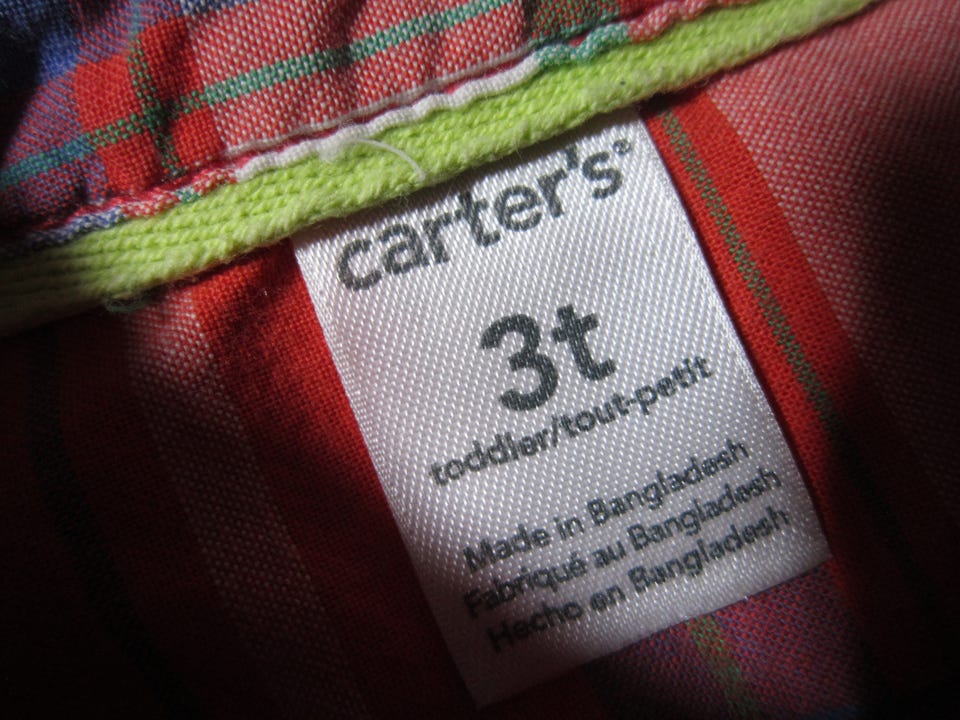 carter's®
3t
toddler/tout-petit
Made in Bangladesh
Fabriqué au Bangladesh
Hecho en Bangladesh